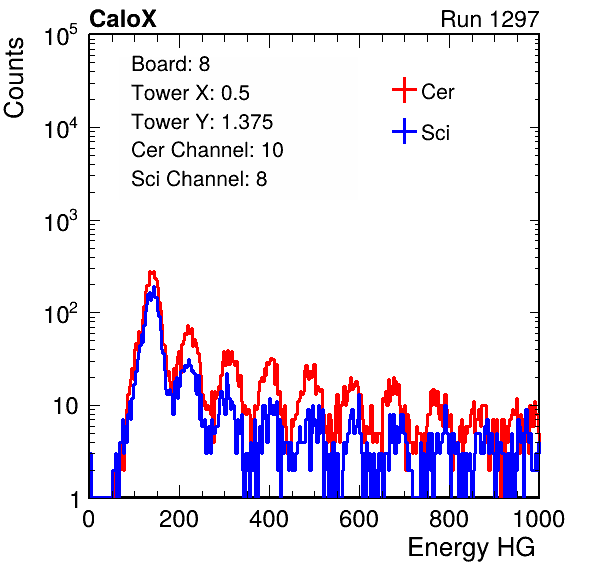 CaloX Run 1297
Counts
Board: 8
Tower X: 0.5
Tower Y: 1.375
Cer Channel: 10
Sci Channel: 8
Cer
Sci
10^5
10^4
10^3
10^2
10
1
0 200 400 600 800 1000
Energy HG